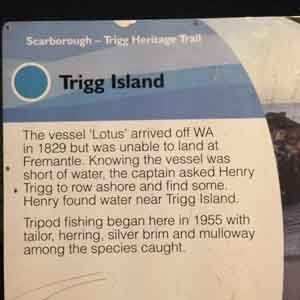 Scarborough – Trigg Heritage Trail
Trigg Island
The vessel 'Lotus' arrived off WA
in 1829 but was unable to land at
Fremantle. Knowing the vessel was
short of water, the captain asked Henry
Trigg to row ashore and find some.
Henry found water near Trigg Island.
Tripod fishing began here in 1955 with
tailor, herring, silver brim and mulloway
among the species caught.